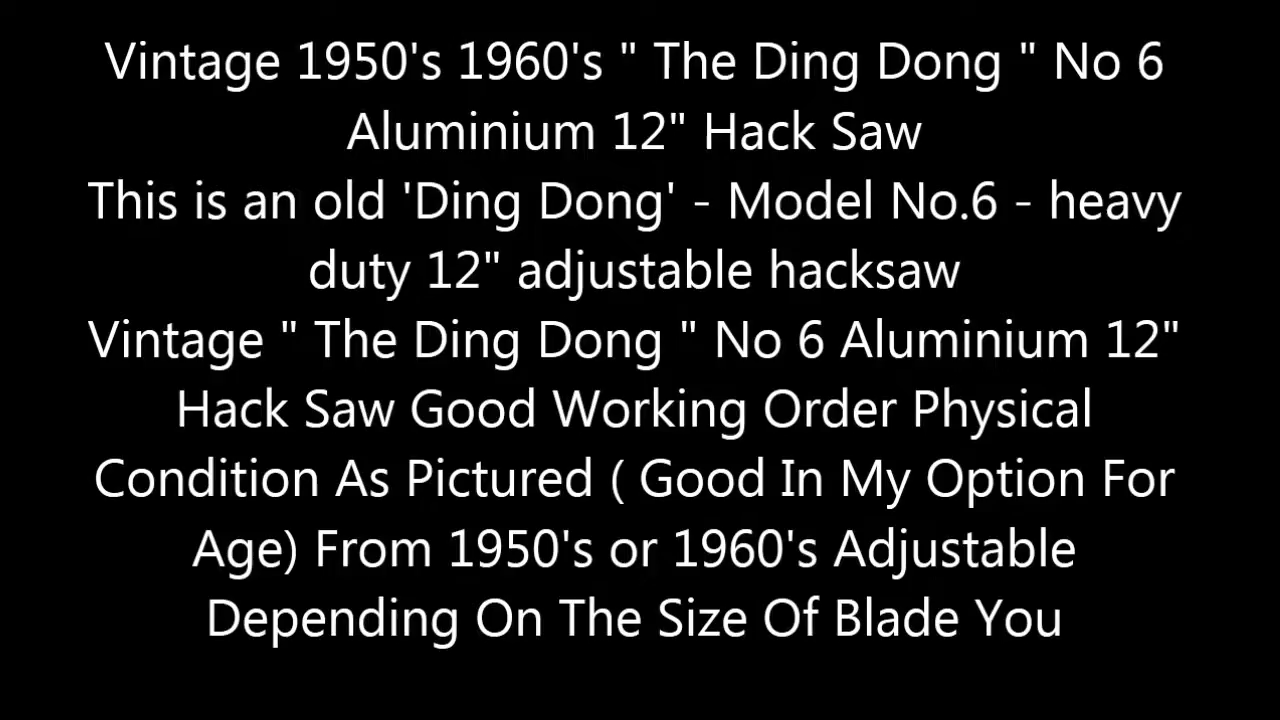 Vintage 1950's 1960's " The Ding Dong " No 6
Aluminium 12" Hack Saw
This is an old 'Ding Dong' - Model No.6 - heavy
duty 12" adjustable hacksaw
Vintage " The Ding Dong " No 6 Aluminium 12"
Hack Saw Good Working Order Physical
Condition As Pictured ( Good In My Option For
Age) From 1950's or 1960's Adjustable
Depending On The Size Of Blade You